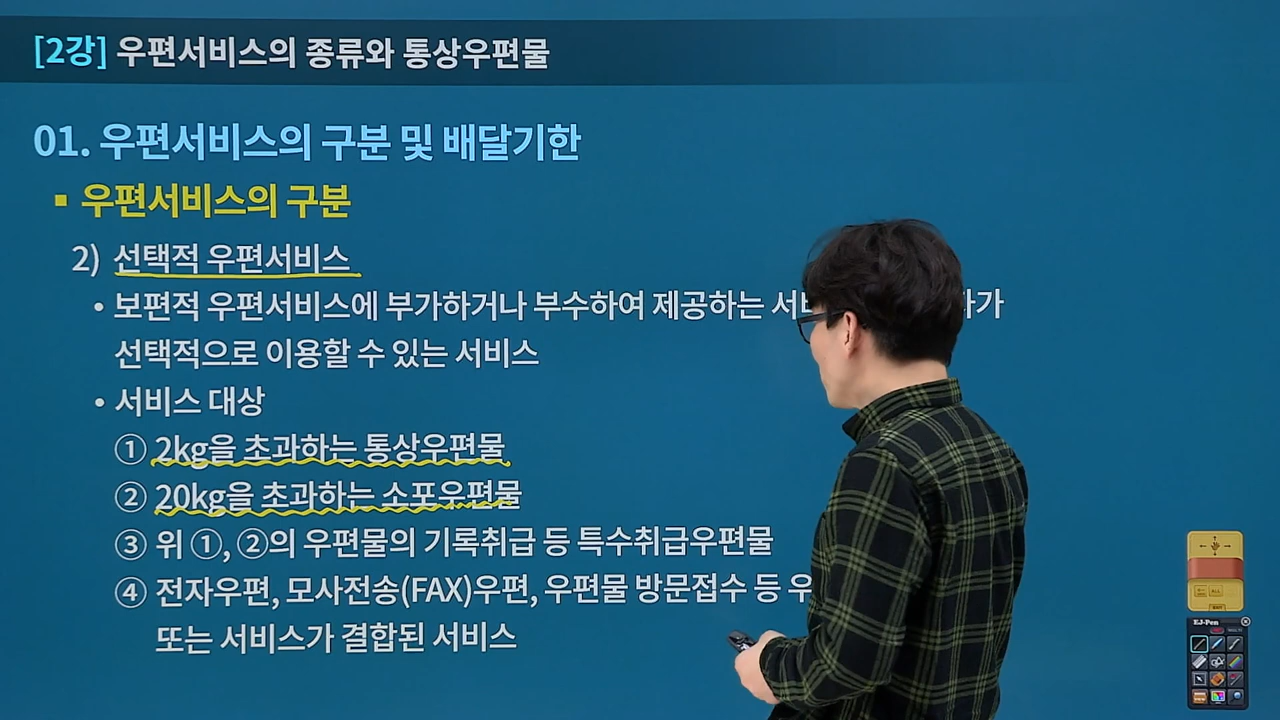 [2강] 우편서비스의 종류와 통상우편물
01. 우편서비스의 구분 및 배달기한
▪ 우편서비스의 구분
2) 선택적 우편서비스
• 보편적 우편서비스에 부가하거나 부수하여 제공하는
선택적으로 이용할 수 있는 서비스
• 서비스 대상
① 2kg을 초과하는 통상우편물
② 20kg을 초과하는 소포우편물
③ 위 ①, ②의 우편물의 기록취급 등 특수취급우편물
④ 전자우편, 모사전송(FAX)우편, 우편물 방문접수 등
또는 서비스가 결합된 서비스
EJ-Pen